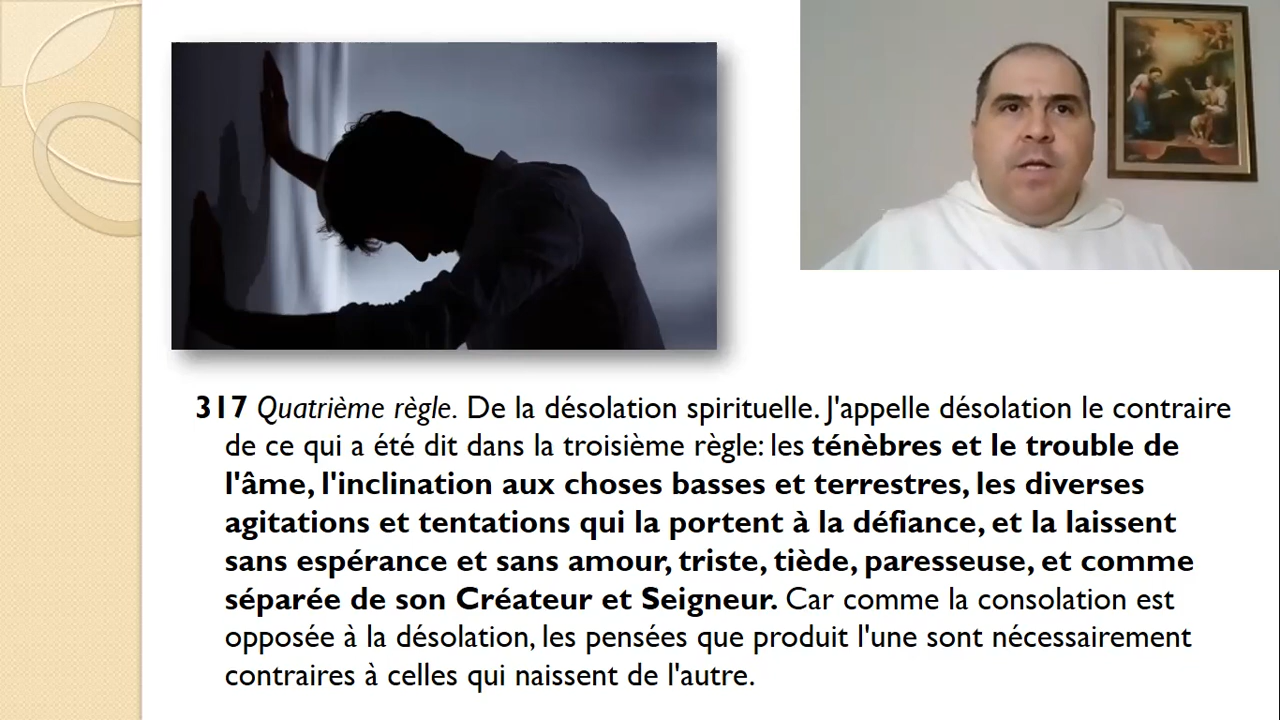 317 Quatrième règle. De la désolation spirituelle. J'appelle désolation le contraire
de ce qui a été dit dans la troisième règle: les ténèbres et le trouble de
l'âme, l'inclination aux choses basses et terrestres, les diverses
agitations et tentations qui la portent à la défiance, et la laissent
sans espérance et sans amour, triste, tiède, paresseuse, et comme
séparée de son Créateur et Seigneur. Car comme la consolation est
opposée à la désolation, les pensées que produit l'une sont nécessairement
contraires à celles qui naissent de l'autre.